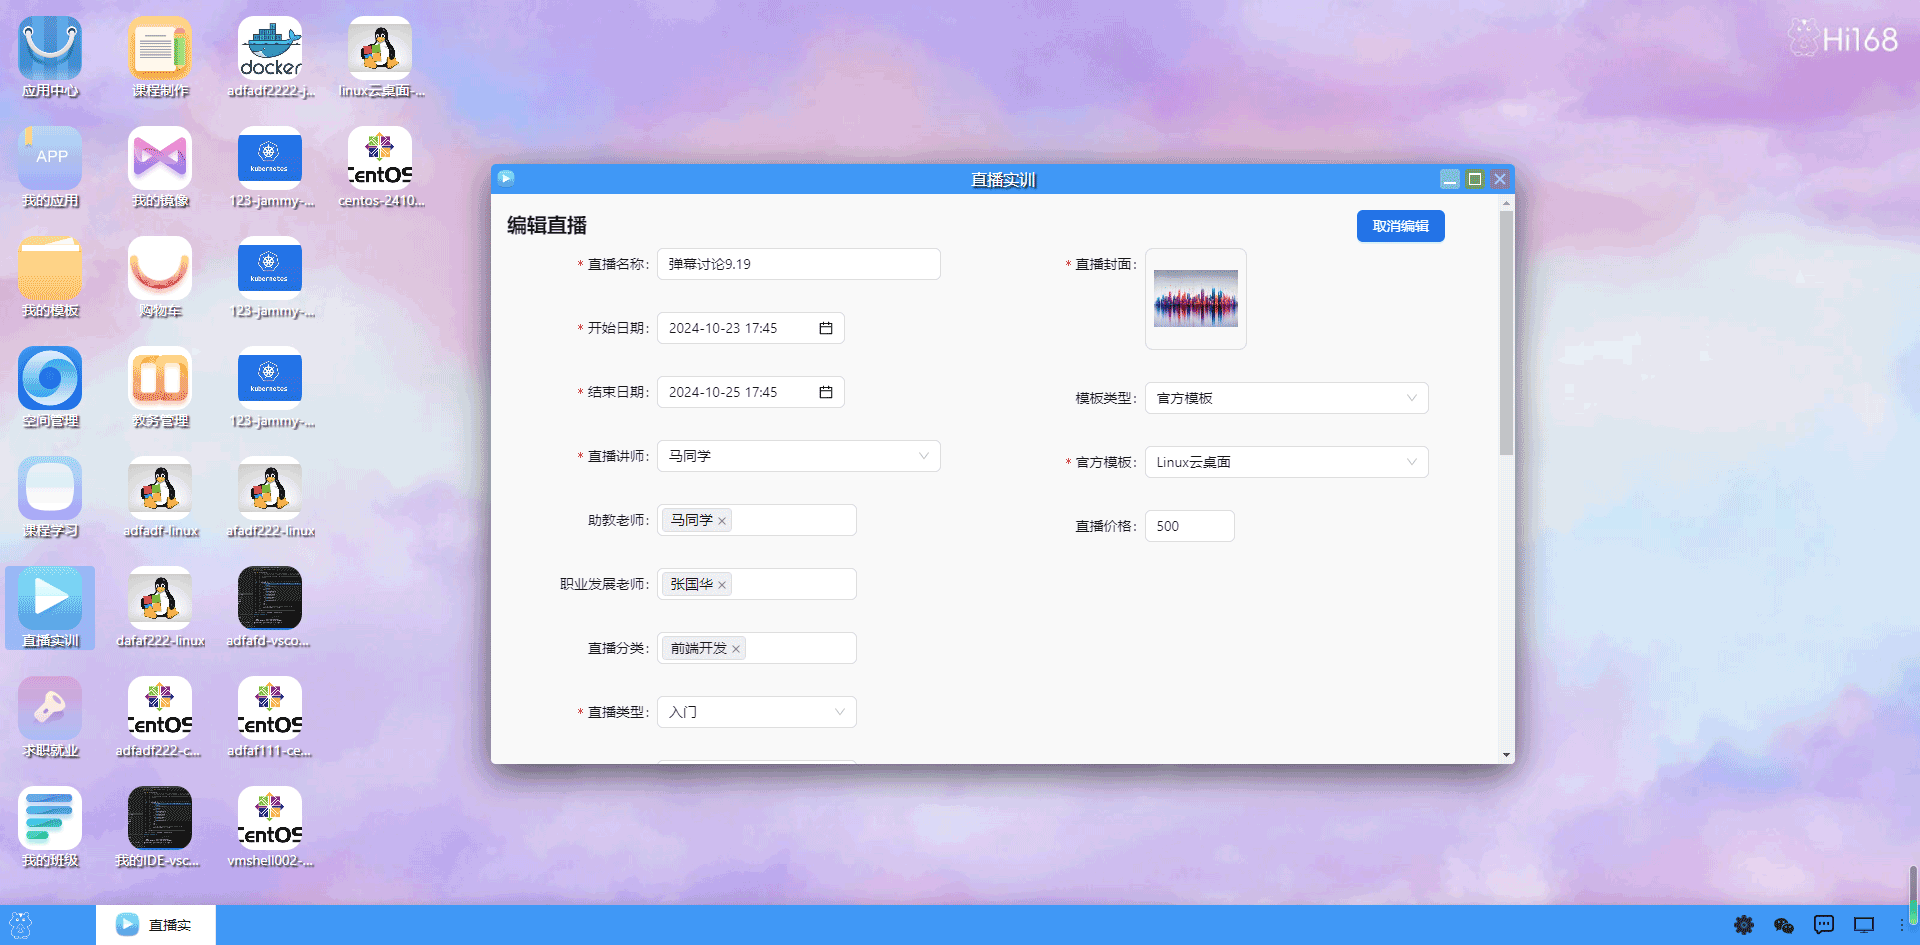 应用中心
课程制作
docker
adfadf2222-j...
linux云桌面-...
Hi168
APP
我的应用
我的镜像
kubernetes
123-jammy-...
CentOS
centos-2410...
我的模板
购物车
kubernetes
123-jammy-...
空间管理
教务管理
kubernetes
123-jammy-...
课程学习
adfadf-linux
afadf222-linux
直播实训
dafaf222-linux
adfafd-vsco...
求职就业
CentOS
adfadf222-c...
CentOS
adfaf111-ce...
我的班级
我的IDE-vsc...
CentOS
vmshell002-...
直播实训
编辑直播
取消编辑
* 直播名称: 弹幕讨论9.19
* 开始日期: 2024-10-23 17:45
* 结束日期: 2024-10-25 17:45
* 直播讲师: 马同学
助教老师: 马同学 ×
职业发展老师: 张国华 ×
直播分类: 前端开发 ×
* 直播类型: 入门
* 直播封面:
模板类型: 官方模板
* 官方模板: Linux云桌面
直播价格: 500
直播实